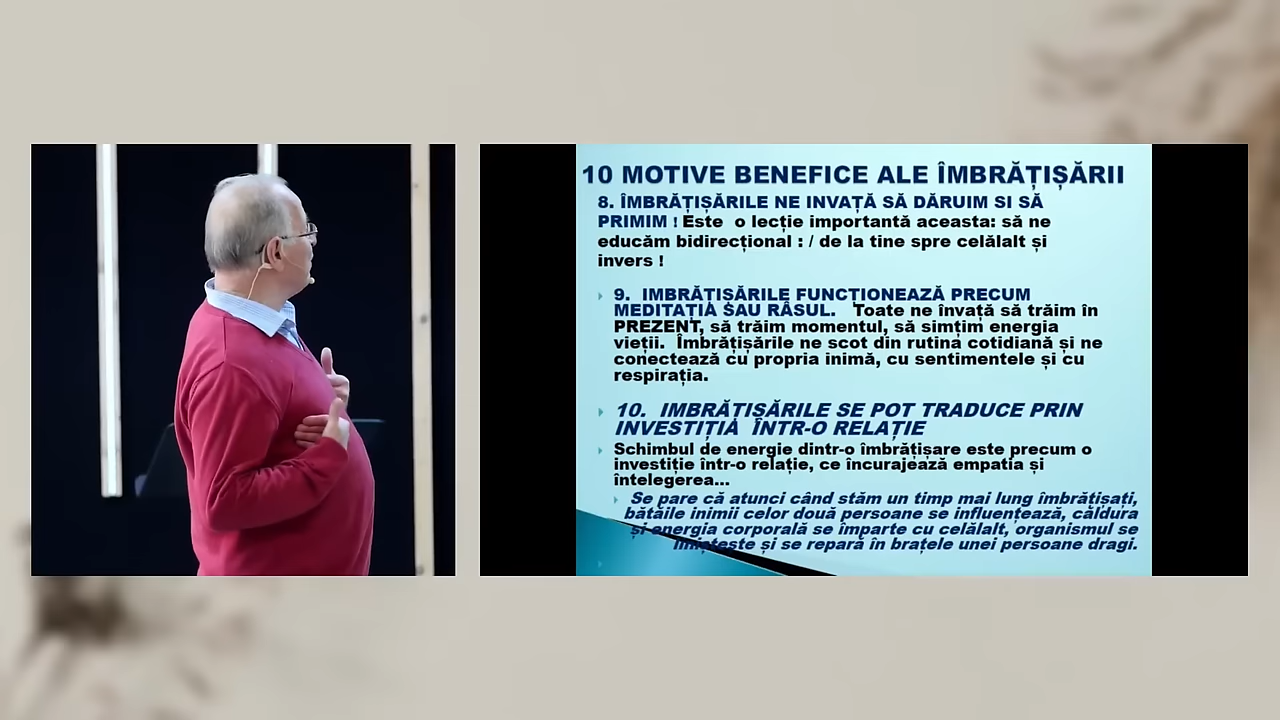 10 MOTIVE BENEFICE ALE ÎMBRĂȚIȘĂRII
8. ÎMBRĂȚIȘĂRILE NE INVAȚĂ SĂ DĂRUIM SI SĂ
PRIMIM ! Este o lecție importantă aceasta: să ne
educăm bidirecțional : / de la tine spre celălalt și
invers !
9. IMBRĂȚIȘĂRILE FUNCȚIONEAZĂ PRECUM
MEDITAȚIA SAU RÂSUL. Toate ne învață să trăim în
PREZENT, să trăim momentul, să simțim energia
vieții. Îmbrățișările ne scot din rutina cotidiană și ne
conectează cu propria inimă, cu sentimentele și cu
respirația.
10. IMBRĂȚIȘĂRILE SE POT TRADUCE PRIN
INVESTIȚIA ÎNTR-O RELAȚIE
Schimbul de energie dintr-o îmbrățișare este precum o
investiție într-o relație, ce încurajează empatia și
întelegerea...
Se pare că atunci când stăm un timp mai lung îmbrățișați,
bătăile inimii celor două persoane se influențează, căldura
și energia corporală se împarte cu celălalt, organismul se
liniștește și se repară în brațele unei persoane dragi.